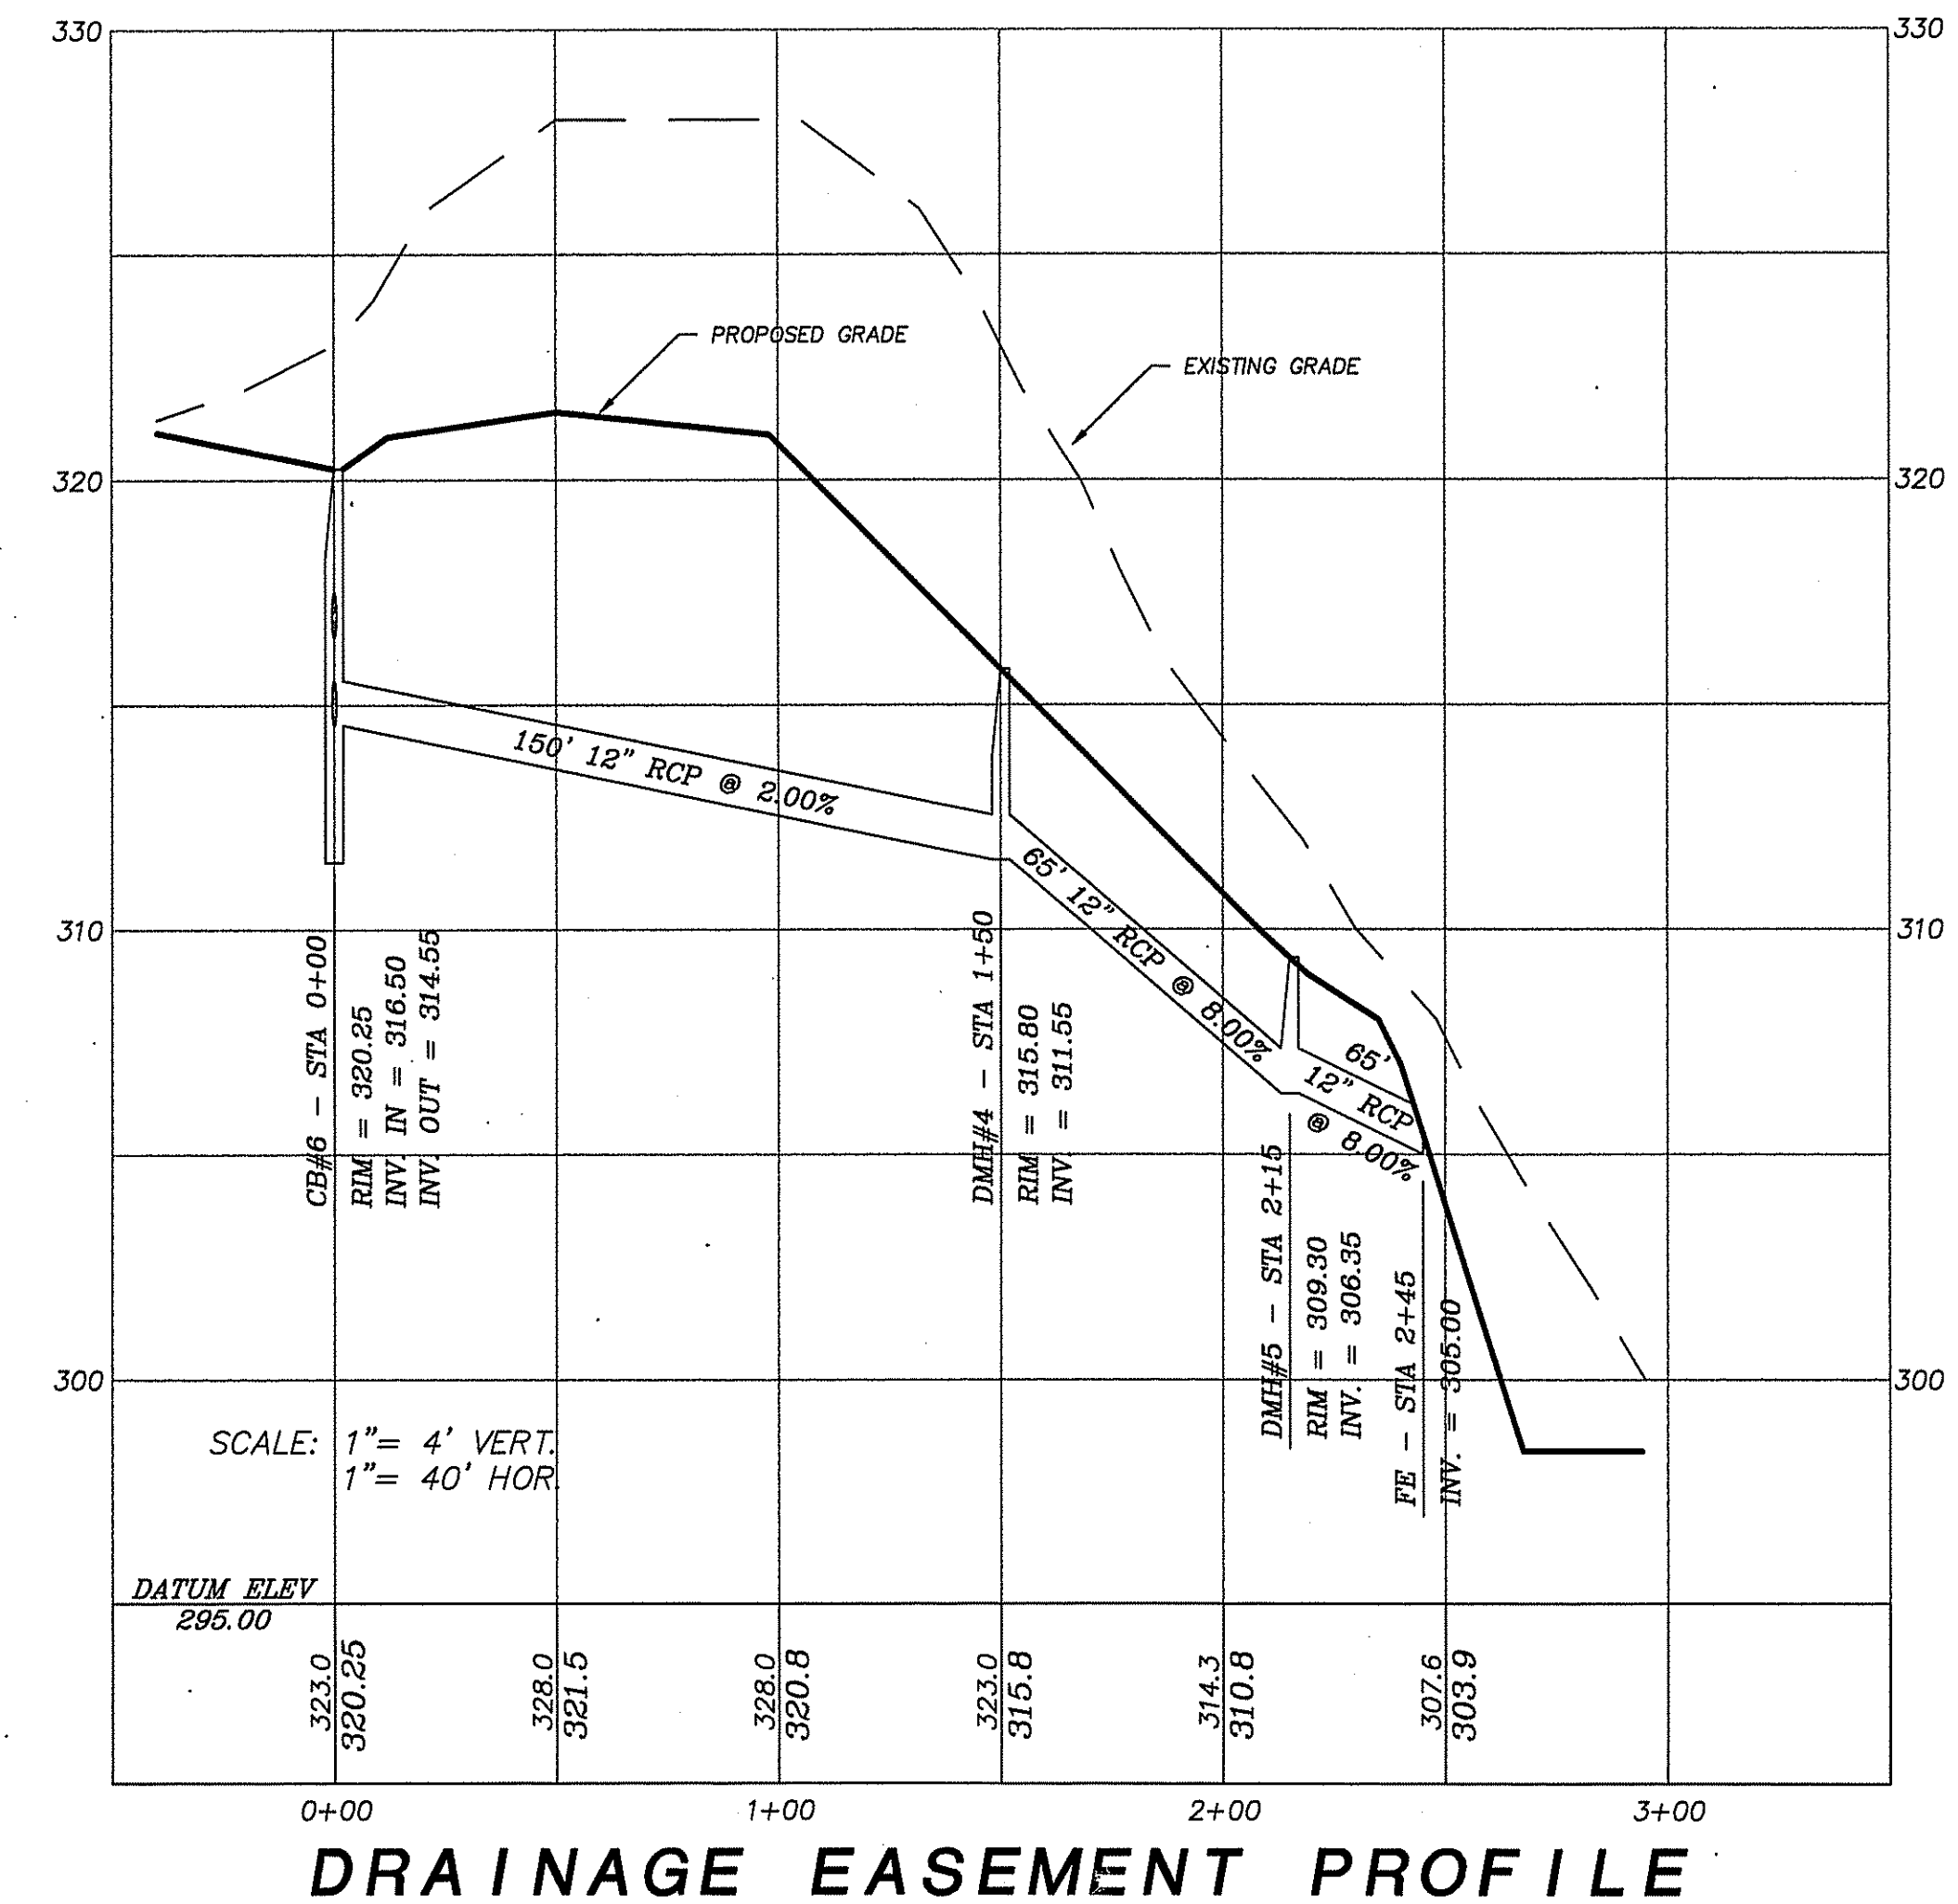 330
330
PROPOSED GRADE
EXISTING GRADE
320
320
150' 12" RCP @ 2.00%
65' 12" RCP @ 8.00%
65'
12" RCP
@ 8.00%
310
310
CB#6 - STA 0+00
RIM = 320.25
INV. IN = 316.50
INV. OUT = 314.55
DMH#4 - STA 1+50
RIM = 315.80
INV. = 311.55
DMH#5 - STA 2+15
RIM = 309.30
INV. = 306.35
FE - STA 2+45
INV. = 305.00
300
300
SCALE: 1"= 4' VERT.
1"= 40' HOR.
DATUM ELEV
295.00
323.0
320.25
328.0
321.5
328.0
320.8
323.0
315.8
314.3
310.8
307.6
303.9
0+00
1+00
2+00
3+00
DRAINAGE EASEMENT PROFILE